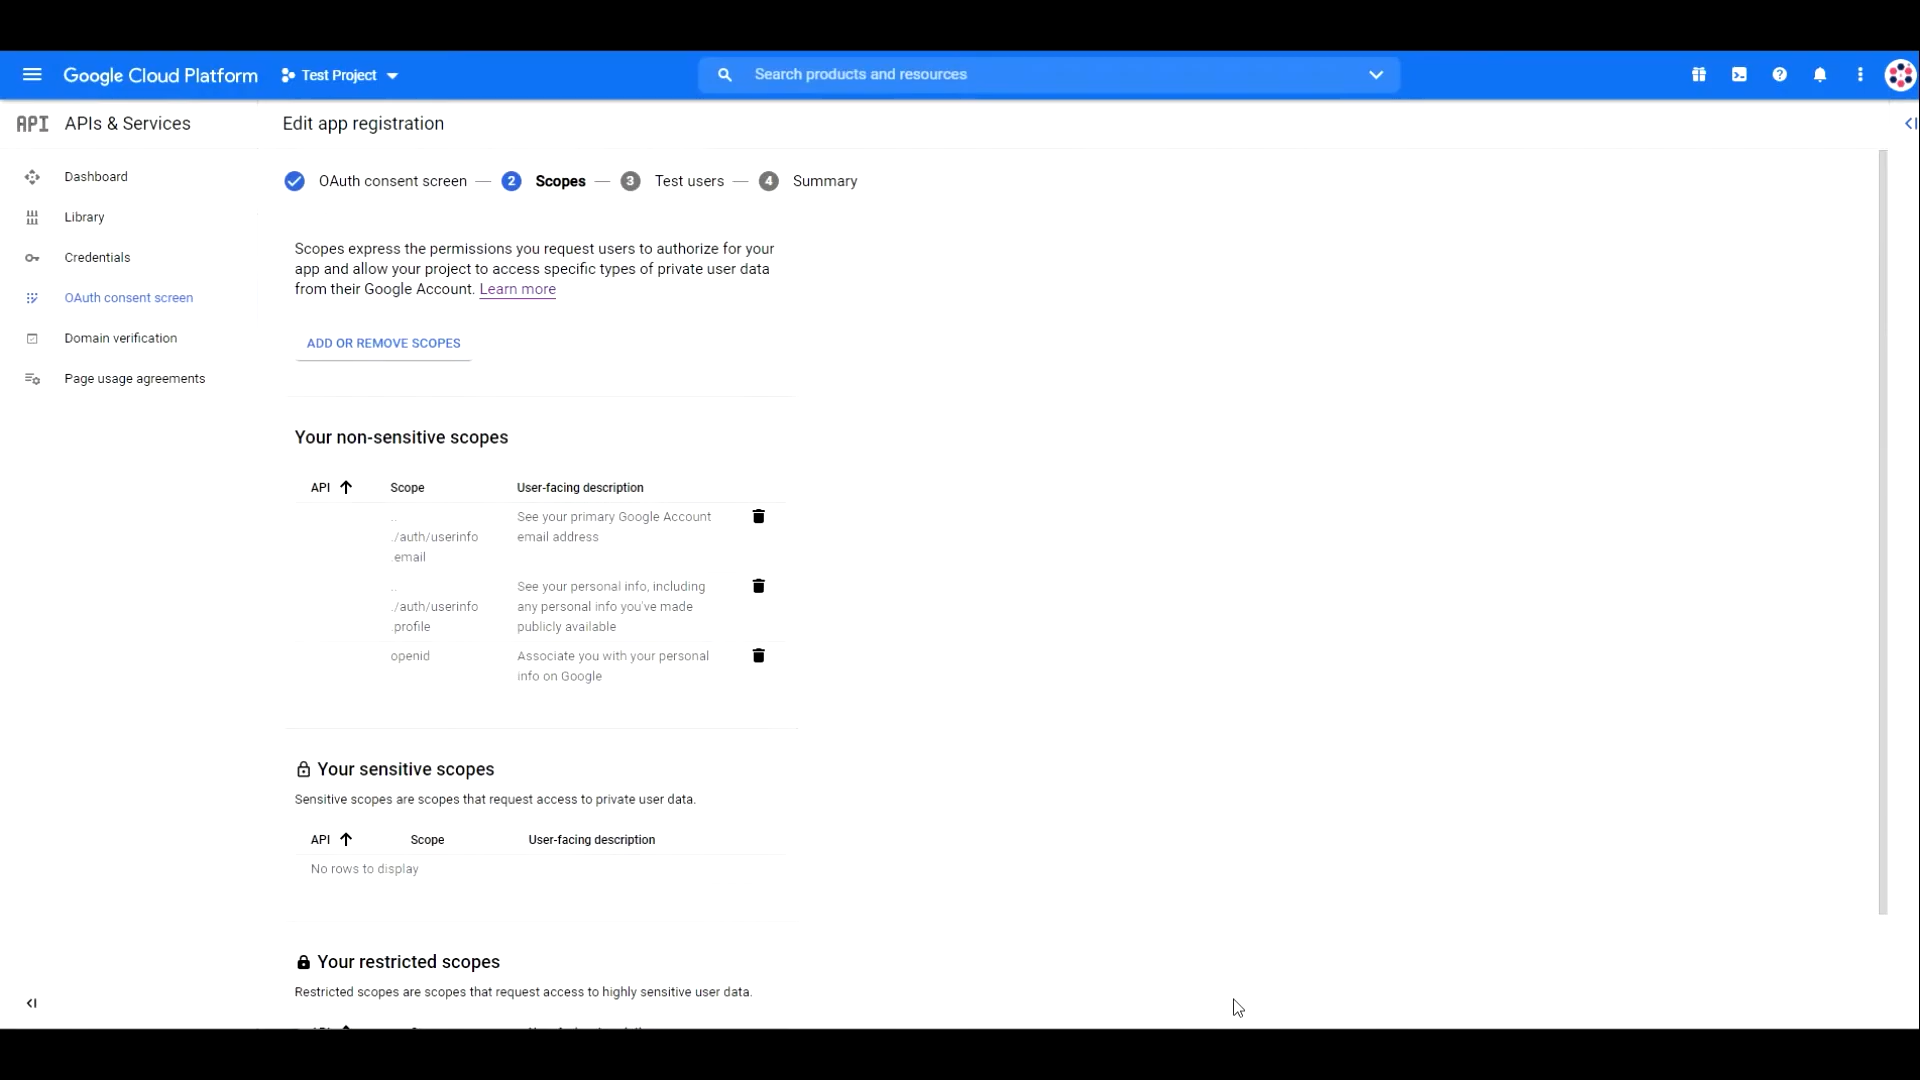 Google Cloud Platform Test Project Search products and resources
API APIs & Services Edit app registration
Dashboard
Library
Credentials
OAuth consent screen
Domain verification
Page usage agreements
OAuth consent screen — 2 Scopes — 3 Test users — 4 Summary
Scopes express the permissions you request users to authorize for your
app and allow your project to access specific types of private user data
from their Google Account. Learn more
ADD OR REMOVE SCOPES
Your non-sensitive scopes
API Scope User-facing description
.. See your primary Google Account
./auth/userinfo email address
.email
.. See your personal info, including
./auth/userinfo any personal info you've made
.profile publicly available
openid Associate you with your personal
info on Google
Your sensitive scopes
Sensitive scopes are scopes that request access to private user data.
API Scope User-facing description
No rows to display
Your restricted scopes
Restricted scopes are scopes that request access to highly sensitive user data.